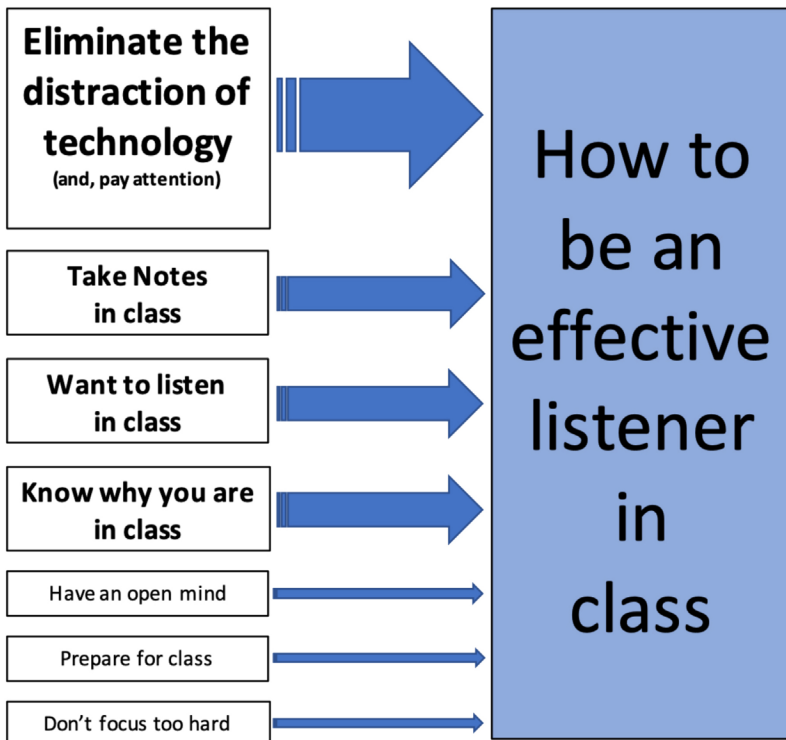 Eliminate the
distraction of
technology
(and, pay attention)
Take Notes
in class
Want to listen
in class
Know why you are
in class
Have an open mind
Prepare for class
Don't focus too hard
How to
be an
effective
listener
in
class